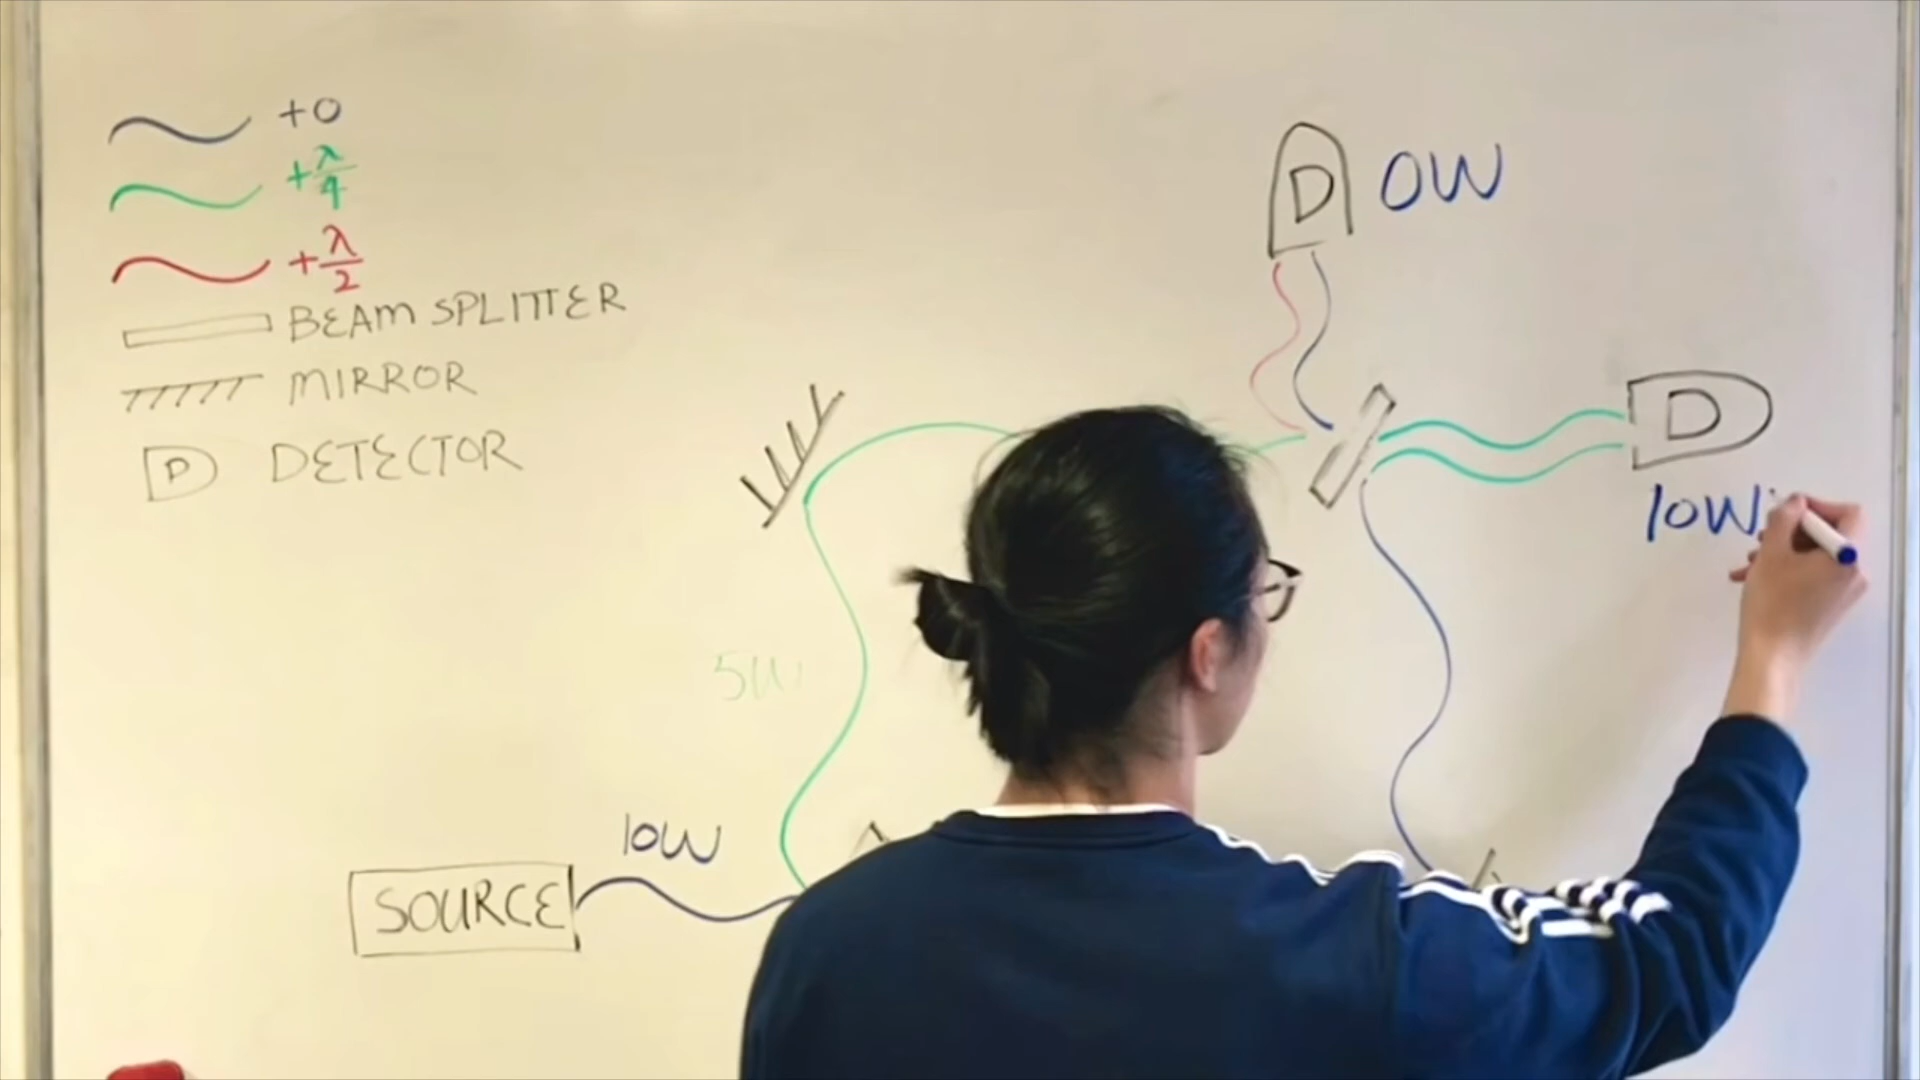 +0
+λ/4
+λ/2
BEAM SPLITTER
MIRROR
D DETECTOR
D 0W
D
10W
5W
10W
SOURCE